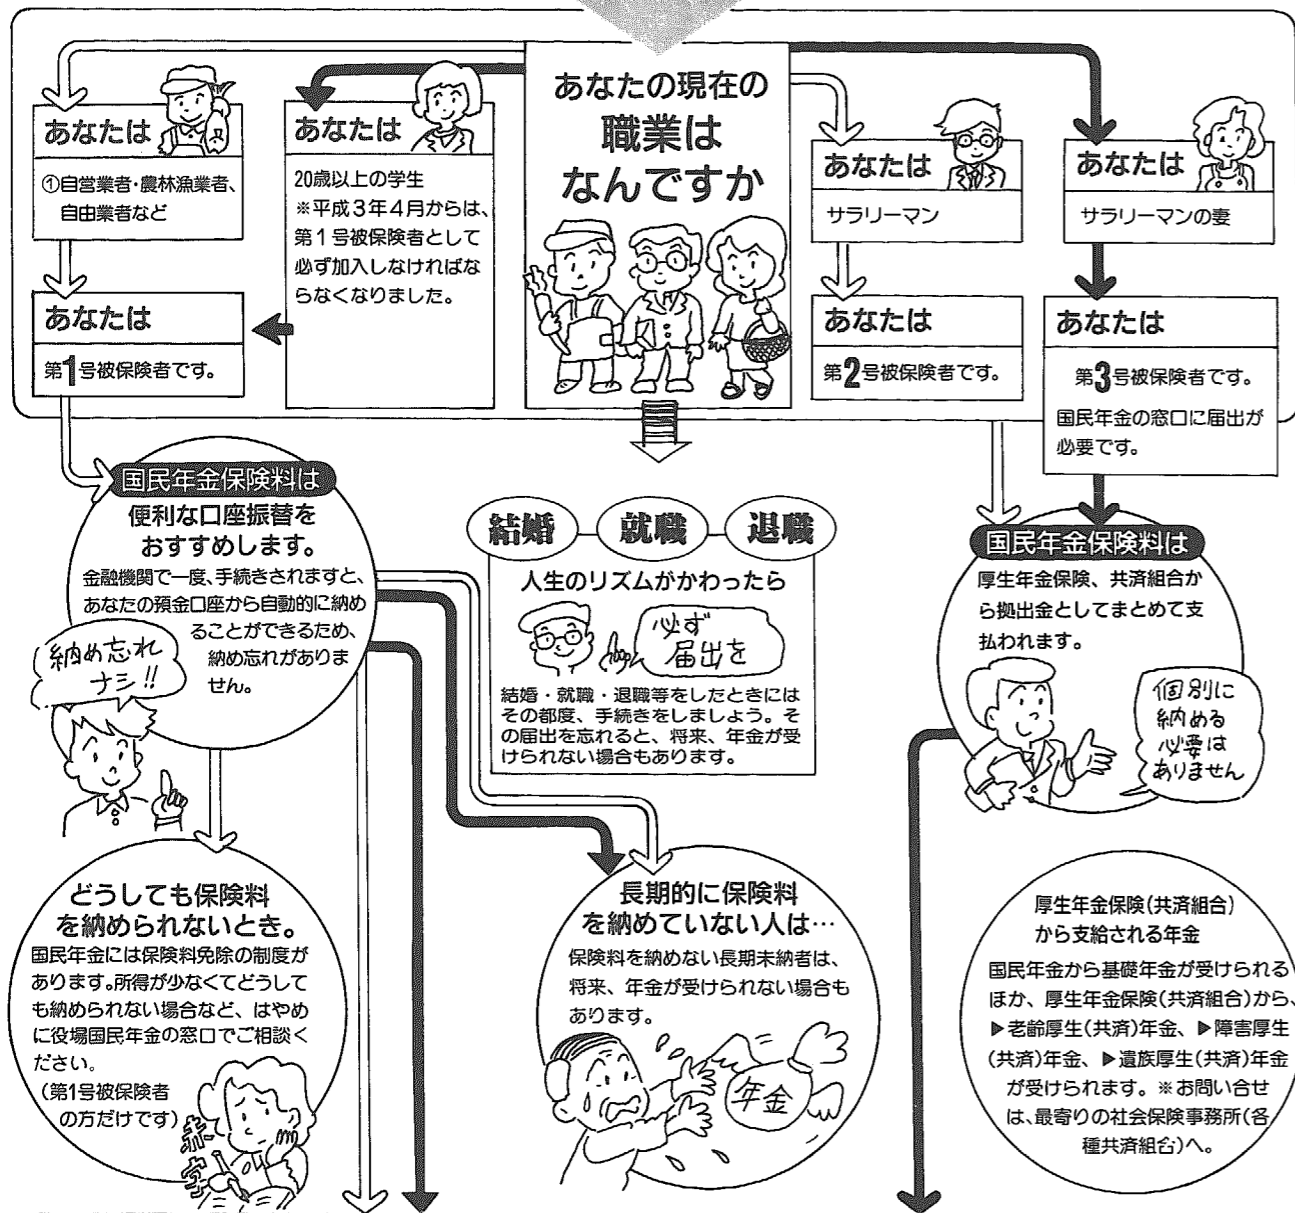 あなたの現在の
職業は
なんですか
あなたは
①自営業者・農林漁業者、
自由業者など
あなたは
第1号被保険者です。
あなたは
20歳以上の学生
※平成3年4月からは、
第1号被保険者として
必ず加入しなければな
らなくなりました。
あなたは
サラリーマン
あなたは
第2号被保険者です。
あなたは
サラリーマンの妻
あなたは
第3号被保険者です。
国民年金の窓口に届出が
必要です。
国民年金保険料は
便利な口座振替を
おすすめします。
金融機関で一度、手続きされますと、
あなたの預金口座から自動的に納め
ることができるため、
納め忘れがありま
せん。
納め忘れ
ナシ!!
結婚
就職
退職
人生のリズムがかわったら
必ず
届出を
結婚・就職・退職等をしたときには
その都度、手続きをしましょう。そ
の届出を忘れると、将来、年金が受
けられない場合もあります。
国民年金保険料は
厚生年金保険、共済組合か
ら拠出金としてまとめて支
払われます。
個別に
納める
必要は
ありません
どうしても保険料
を納められないとき。
国民年金には保険料免除の制度が
あります。所得が少なくてどうして
も納められない場合など、はやめ
に役場国民年金の窓口でご相談く
ださい。
(第1号被保険者
の方だけです)
赤字
長期的に保険料
を納めていない人は…
保険料を納めない長期未納者は、
将来、年金が受けられない場合も
あります。
年金
厚生年金保険(共済組合)
から支給される年金
国民年金から基礎年金が受けられる
ほか、厚生年金保険(共済組合)から、
▶老齢厚生(共済)年金、▶障害厚生
(共済)年金、▶遺族厚生(共済)年金
が受けられます。※お問い合せ
は、最寄りの社会保険事務所(各
種共済組合)へ。